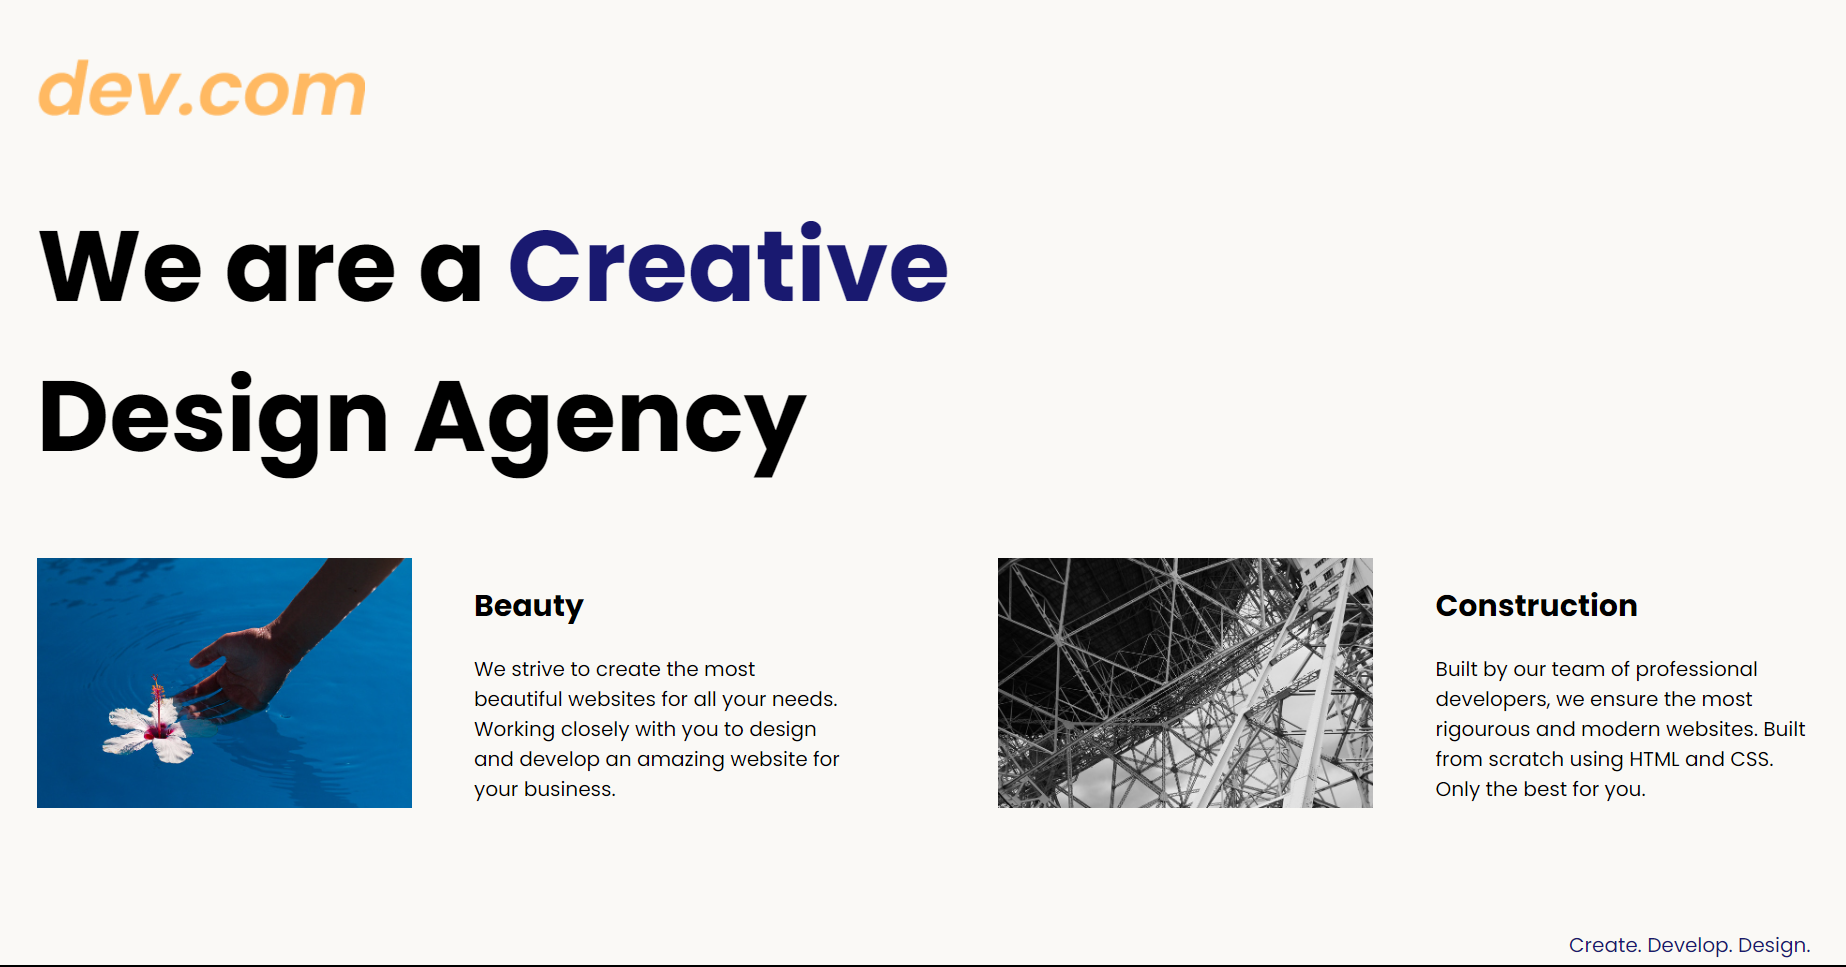 dev.com
We are a Creative
Design Agency
Beauty
We strive to create the most
beautiful websites for all your needs.
Working closely with you to design
and develop an amazing website for
your business.
Construction
Built by our team of professional
developers, we ensure the most
rigourous and modern websites. Built
from scratch using HTML and CSS.
Only the best for you.
Create. Develop. Design.